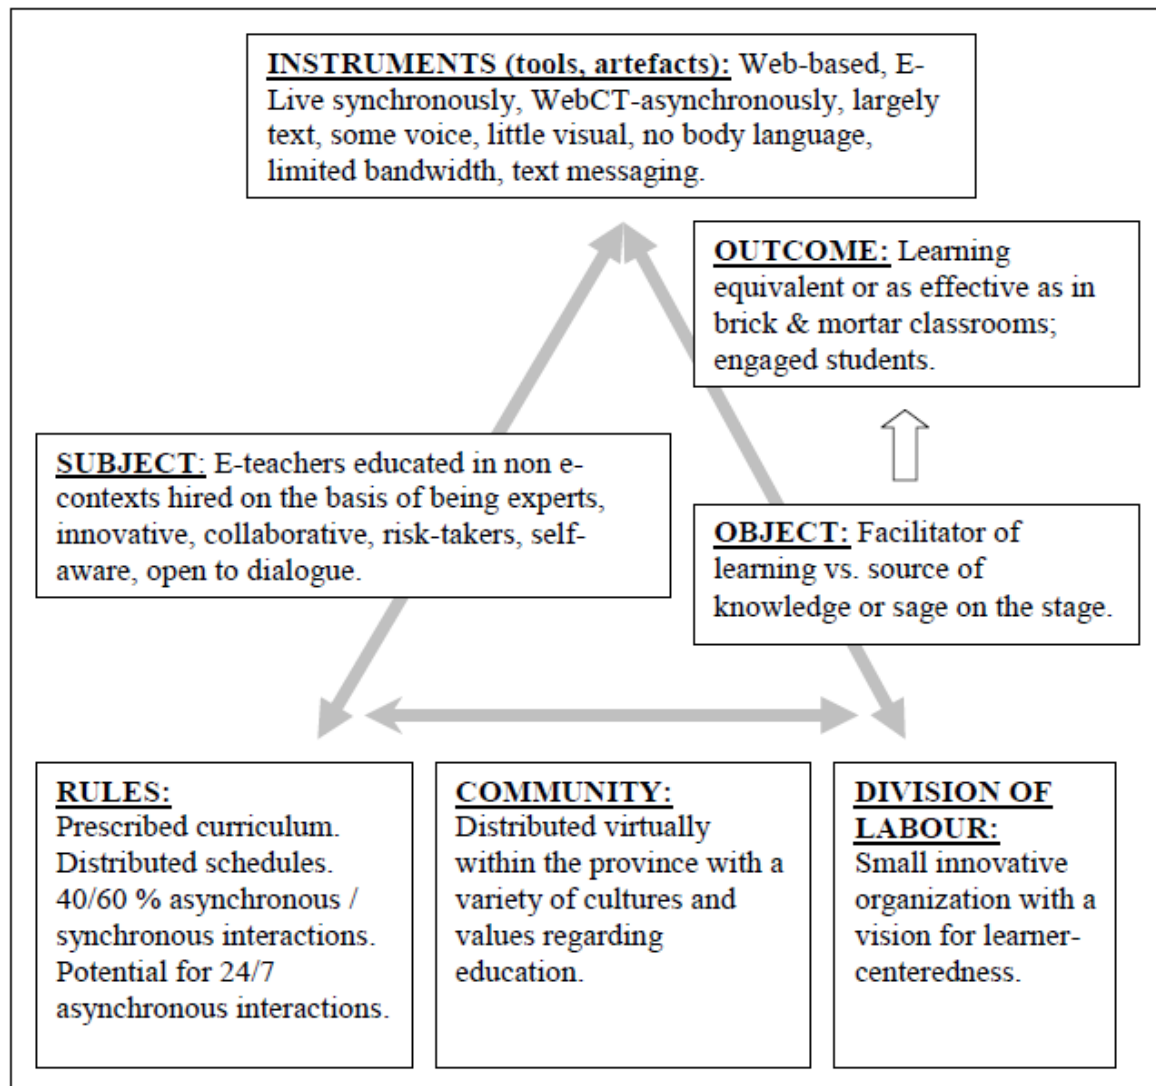 INSTRUMENTS (tools, artefacts): Web-based, E-
Live synchronously, WebCT-asynchronously, largely
text, some voice, little visual, no body language,
limited bandwidth, text messaging.
OUTCOME: Learning
equivalent or as effective as in
brick & mortar classrooms;
engaged students.
SUBJECT: E-teachers educated in non e-
contexts hired on the basis of being experts,
innovative, collaborative, risk-takers, self-
aware, open to dialogue.
OBJECT: Facilitator of
learning vs. source of
knowledge or sage on the stage.
RULES:
Prescribed curriculum.
Distributed schedules.
40/60 % asynchronous /
synchronous interactions.
Potential for 24/7
asynchronous interactions.
COMMUNITY:
Distributed virtually
within the province with a
variety of cultures and
values regarding
education.
DIVISION OF
LABOUR:
Small innovative
organization with a
vision for learner-
centeredness.